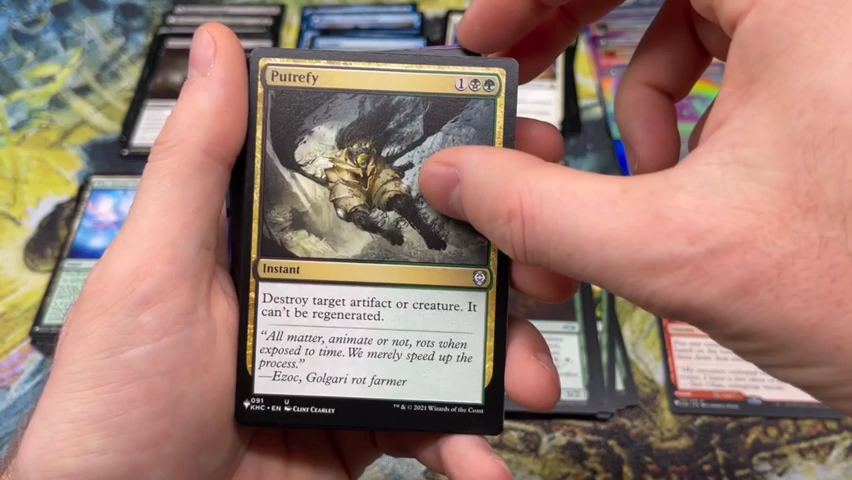 Putrefy
1
Instant
Destroy target artifact or creature. It
can't be regenerated.
"All matter, animate or not, rots when
exposed to time. We merely speed up the
process."
—Ezoc, Golgari rot farmer
091 U
KHC • EN CLINT CEARLEY
™ & © 2021 Wizards of the Coast